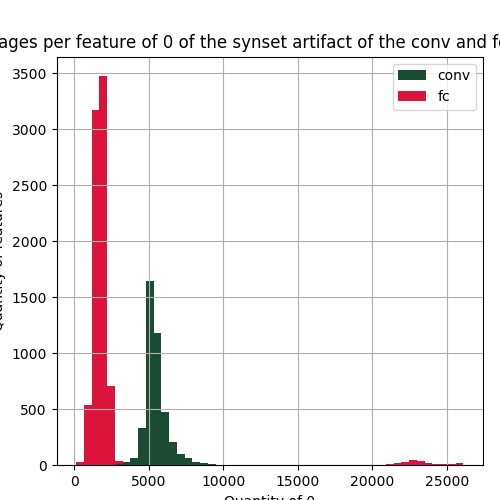 ages per feature of 0 of the synset artifact of the conv and f
conv
fc
3500
3000
2500
2000
1500
1000
500
0
Quantity of features
0 5000 10000 15000 20000 25000
Quantity of 0